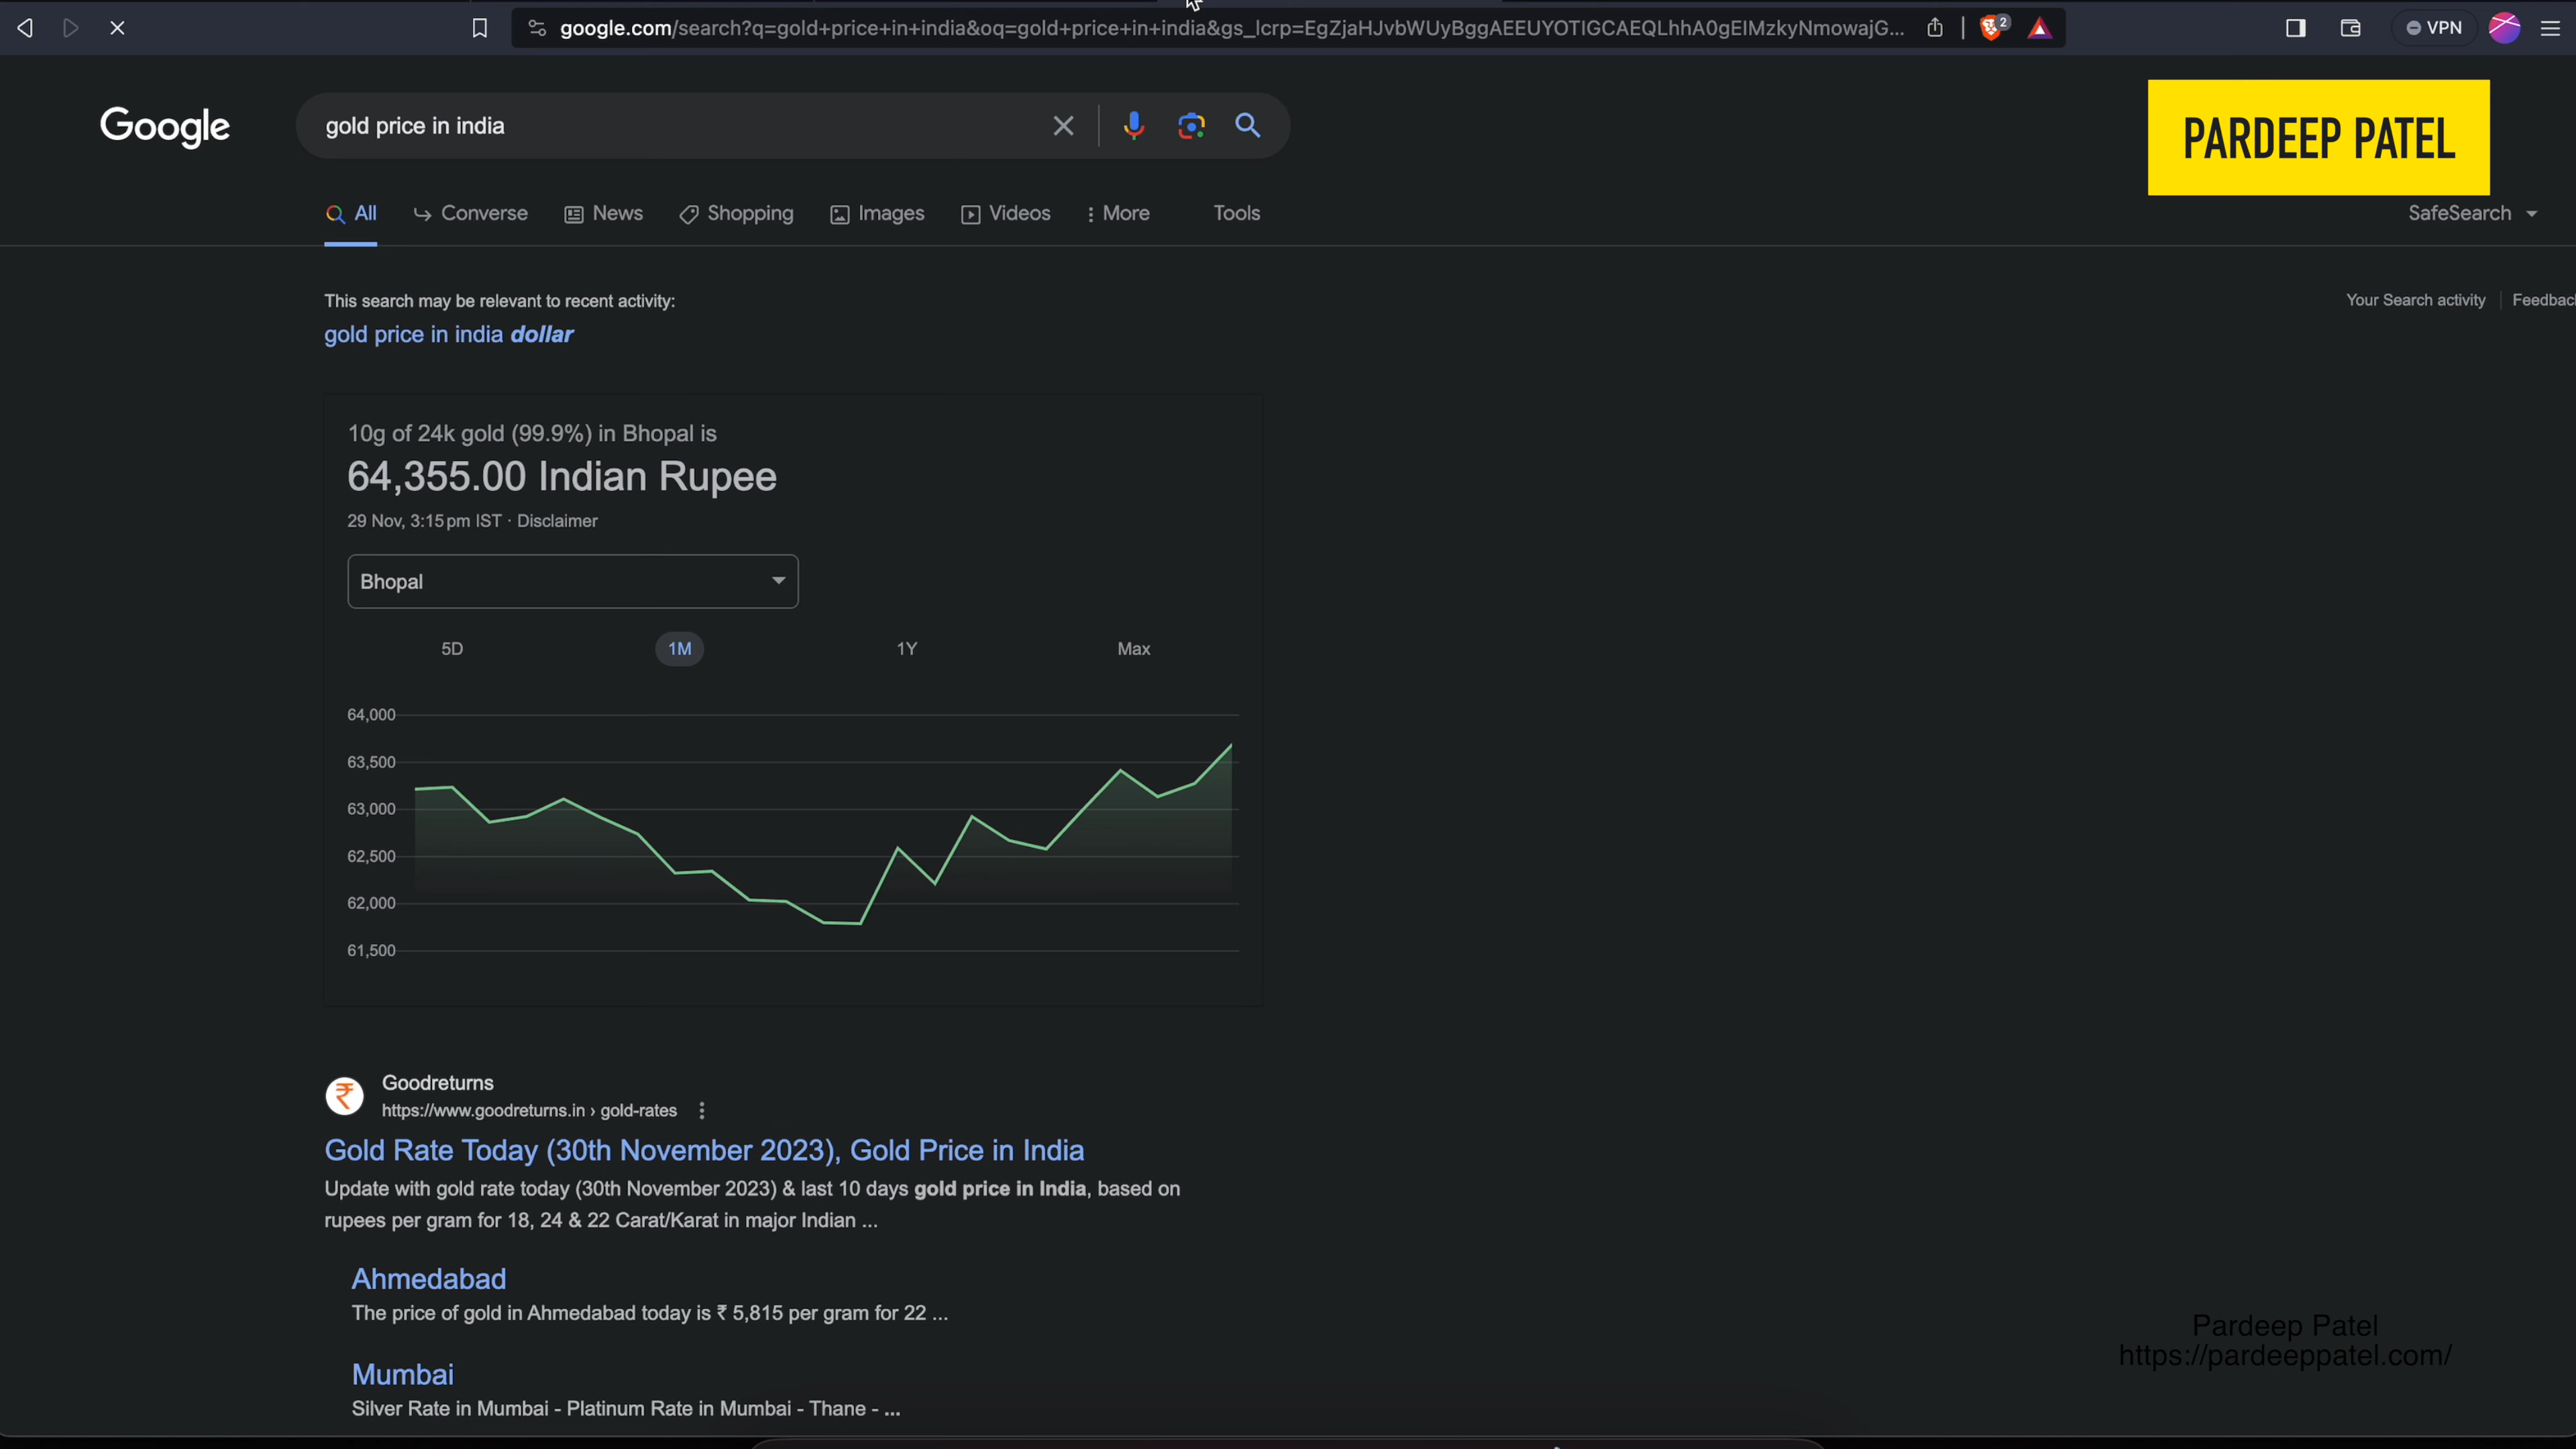 google.com/search?q=gold+price+in+india&oq=gold+price+in+india&gs_lcrp=EgZjaHJvbWUyBggAEEUYOTIGCAEQLhhA0gEIMzkyNmowajG...
2
VPN
Google
gold price in india
PARDEEP PATEL
All
Converse
News
Shopping
Images
Videos
More
Tools
SafeSearch
This search may be relevant to recent activity:
Your Search activity
Feedbac
gold price in india dollar
10g of 24k gold (99.9%) in Bhopal is
64,355.00 Indian Rupee
29 Nov, 3:15 pm IST · Disclaimer
Bhopal
5D
1M
1Y
Max
64,000
63,500
63,000
62,500
62,000
61,500
Goodreturns
https://www.goodreturns.in › gold-rates
Gold Rate Today (30th November 2023), Gold Price in India
Update with gold rate today (30th November 2023) & last 10 days gold price in India, based on
rupees per gram for 18, 24 & 22 Carat/Karat in major Indian ...
Ahmedabad
The price of gold in Ahmedabad today is ₹ 5,815 per gram for 22 ...
Mumbai
Silver Rate in Mumbai - Platinum Rate in Mumbai - Thane - ...
Pardeep Patel
https://pardeeppatel.com/